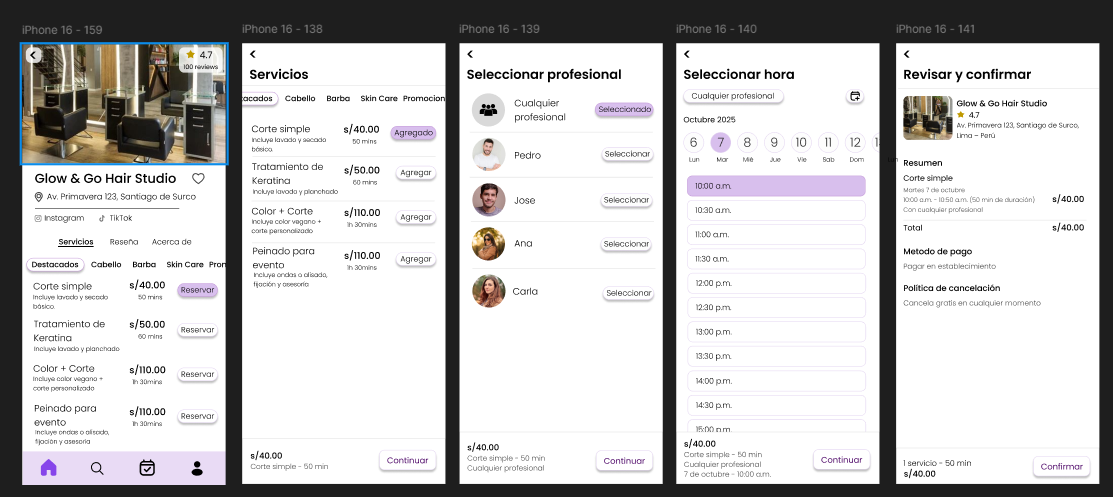 iPhone 16 - 159
4.7
100 reviews
Glow & Go Hair Studio
Av. Primavera 123, Santiago de Surco
Instagram
TikTok
Servicios
Reseña
Acerca de
Destacados
Cabello
Barba
Skin Care
Pron
Corte simple
Incluye lavado y secado
básico.
s/40.00
50 mins
Reservar
Tratamiento de
Keratina
Incluye lavado y planchado
s/50.00
60 mins
Reservar
Color + Corte
Incluye color vegano +
corte personalizado
s/110.00
1h 30mins
Reservar
Peinado para
evento
Incluye ondas o alisado,
fijación y asesoría
s/110.00
1h 30mins
Reservar
iPhone 16 - 138
Servicios
acados
Cabello
Barba
Skin Care
Promocion
Corte simple
Incluye lavado y secado
básico.
s/40.00
50 mins
Agregado
Tratamiento de
Keratina
Incluye lavado y planchado
s/50.00
60 mins
Agregar
Color + Corte
Incluye color vegano +
corte personalizado
s/110.00
1h 30mins
Agregar
Peinado para
evento
Incluye ondas o alisado,
fijación y asesoría
s/110.00
1h 30mins
Agregar
s/40.00
Corte simple - 50 min
Continuar
iPhone 16 - 139
Seleccionar profesional
Cualquier
profesional
Seleccionado
Pedro
Seleccionar
Jose
Seleccionar
Ana
Seleccionar
Carla
Seleccionar
s/40.00
Corte simple - 50 min
Cualquier profesional
Continuar
iPhone 16 - 140
Seleccionar hora
Cualquier profesional
Octubre 2025
6 7 8 9 10 11 12
Lun Mar Mié Jue Vie Sab Dom
10:00 a.m.
10:30 a.m.
11:00 a.m.
11:30 a.m.
12:00 p.m.
12:30 p.m.
13:00 p.m.
13:30 p.m.
14:00 p.m.
14:30 p.m.
15:00 p.m.
s/40.00
Corte simple - 50 min
Cualquier profesional
7 de octubre - 10:00 a.m.
Continuar
iPhone 16 - 141
Revisar y confirmar
Glow & Go Hair Studio
4.7
Av. Primavera 123, Santiago de Surco,
Lima – Perú
Resumen
Corte simple
Martes 7 de octubre
10:00 a.m. - 10:50 a.m. (50 min de duración)
Con cualquier profesional
s/40.00
Total
s/40.00
Metodo de pago
Pagar en establecimiento
Política de cancelación
Cancela gratis en cualquier momento
1 servicio - 50 min
s/40.00
Confirmar